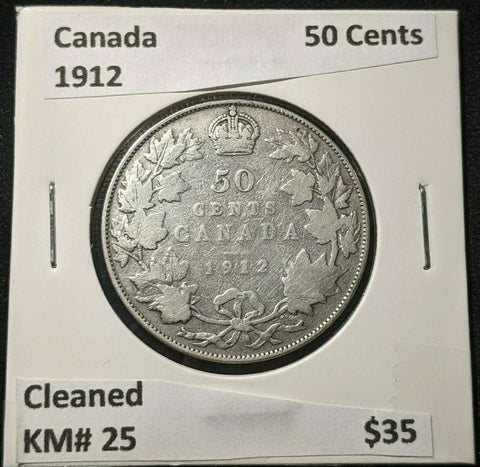 Canada 50 Cents
1912
50
CENTS
CANADA
1912
Cleaned
KM# 25 $35